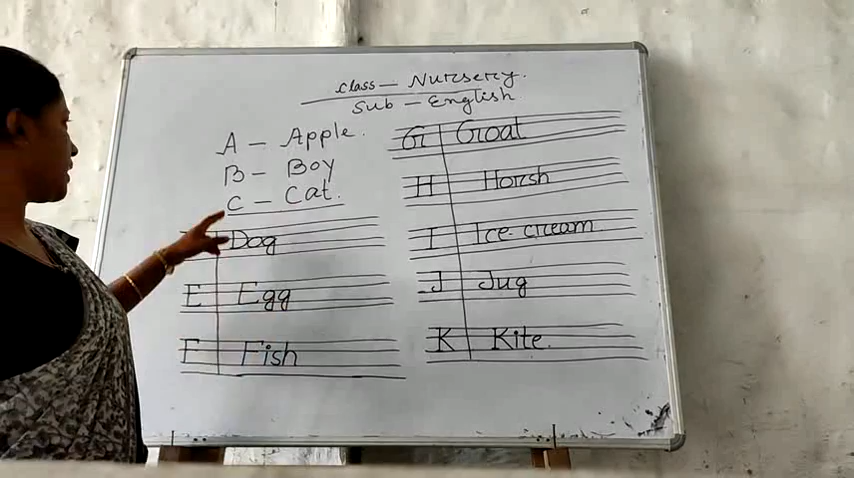 Class — Nursery.
Sub — English
A — Apple.
B — Boy
C — Cat.
Dog
E Egg
F Fish
G Goat
H Horsh
I Ice-cream
J Jug
K Kite.